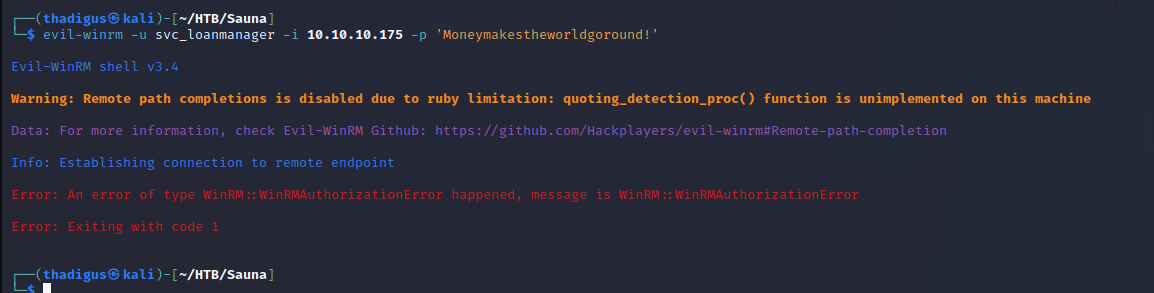 ┌──(thadigus㉿kali)-[~/HTB/Sauna]
└─$ evil-winrm -u svc_loanmanager -i 10.10.10.175 -p 'Moneymakestheworldgoround!'
Evil-WinRM shell v3.4
Warning: Remote path completions is disabled due to ruby limitation: quoting_detection_proc() function is unimplemented on this machine
Data: For more information, check Evil-WinRM Github: https://github.com/Hackplayers/evil-winrm#Remote-path-completion
Info: Establishing connection to remote endpoint
Error: An error of type WinRM::WinRMAuthorizationError happened, message is WinRM::WinRMAuthorizationError
Error: Exiting with code 1
┌──(thadigus㉿kali)-[~/HTB/Sauna]
└─$